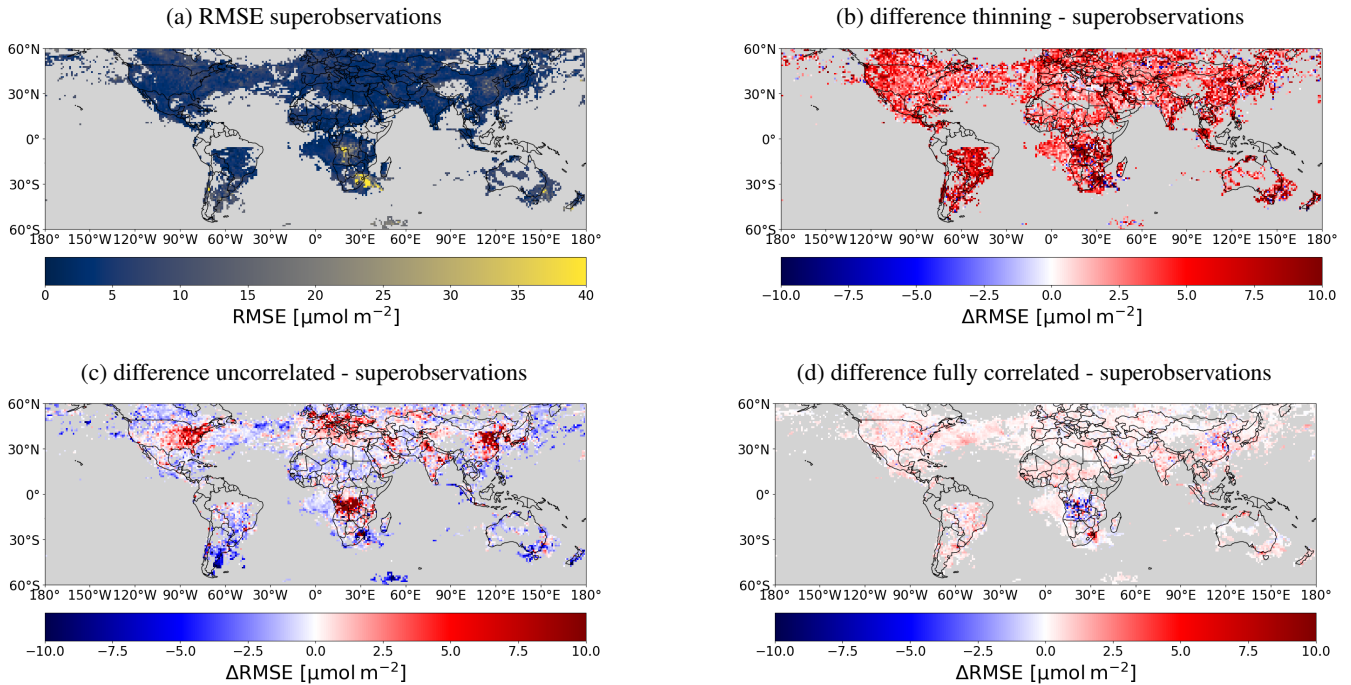 (a) RMSE superobservations
60°N
30°N
0°
30°S
60°S
180° 150°W 120°W 90°W 60°W 30°W 0° 30°E 60°E 90°E 120°E 150°E 180°
0 5 10 15 20 25 30 35 40
RMSE [μmol m⁻²]
(b) difference thinning - superobservations
60°N
30°N
0°
30°S
60°S
180° 150°W 120°W 90°W 60°W 30°W 0° 30°E 60°E 90°E 120°E 150°E 180°
−10.0 −7.5 −5.0 −2.5 0.0 2.5 5.0 7.5 10.0
ΔRMSE [μmol m⁻²]
(c) difference uncorrelated - superobservations
60°N
30°N
0°
30°S
60°S
180° 150°W 120°W 90°W 60°W 30°W 0° 30°E 60°E 90°E 120°E 150°E 180°
−10.0 −7.5 −5.0 −2.5 0.0 2.5 5.0 7.5 10.0
ΔRMSE [μmol m⁻²]
(d) difference fully correlated - superobservations
60°N
30°N
0°
30°S
60°S
180° 150°W 120°W 90°W 60°W 30°W 0° 30°E 60°E 90°E 120°E 150°E 180°
−10.0 −7.5 −5.0 −2.5 0.0 2.5 5.0 7.5 10.0
ΔRMSE [μmol m⁻²]